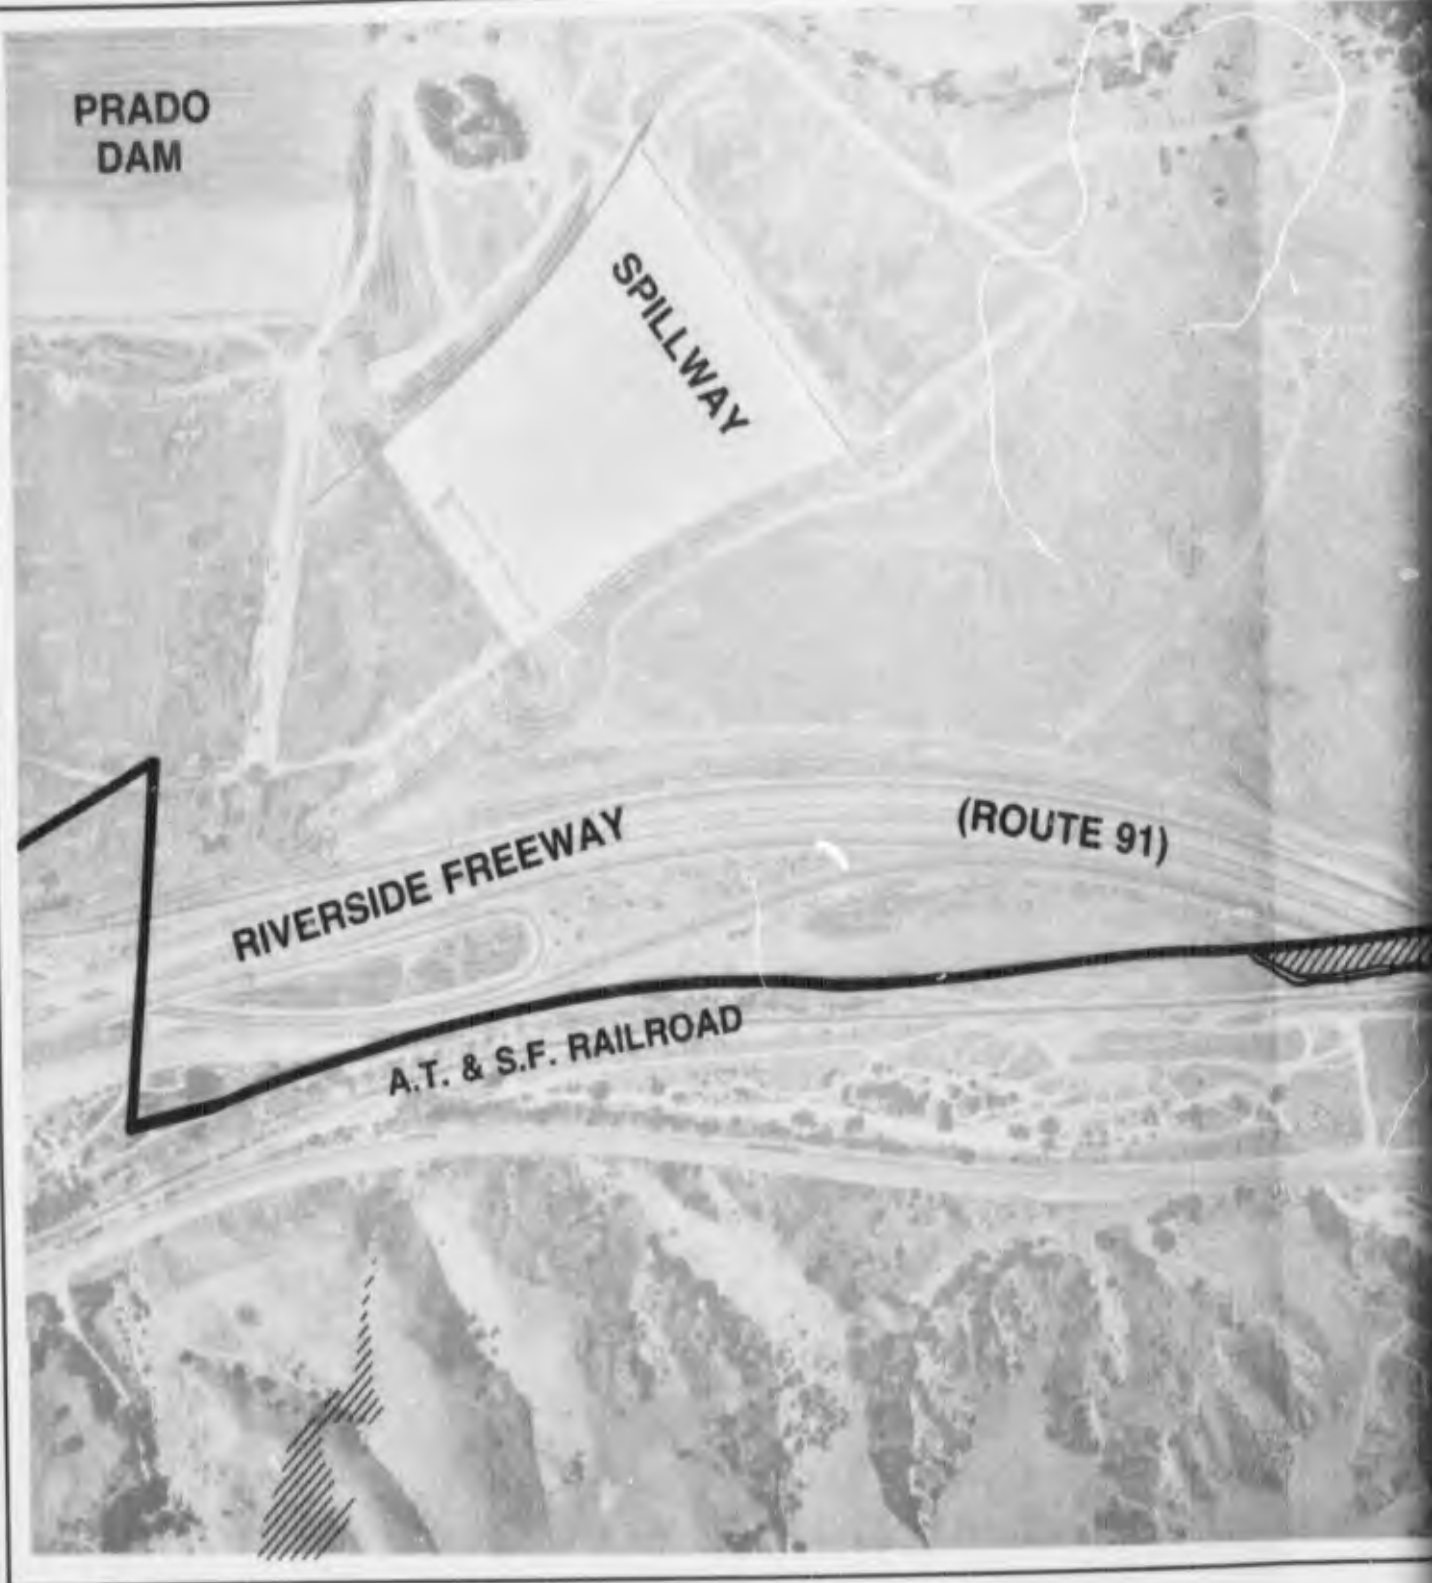 PRADO
DAM
SPILLWAY
RIVERSIDE FREEWAY
(ROUTE 91)
A.T. & S.F. RAILROAD